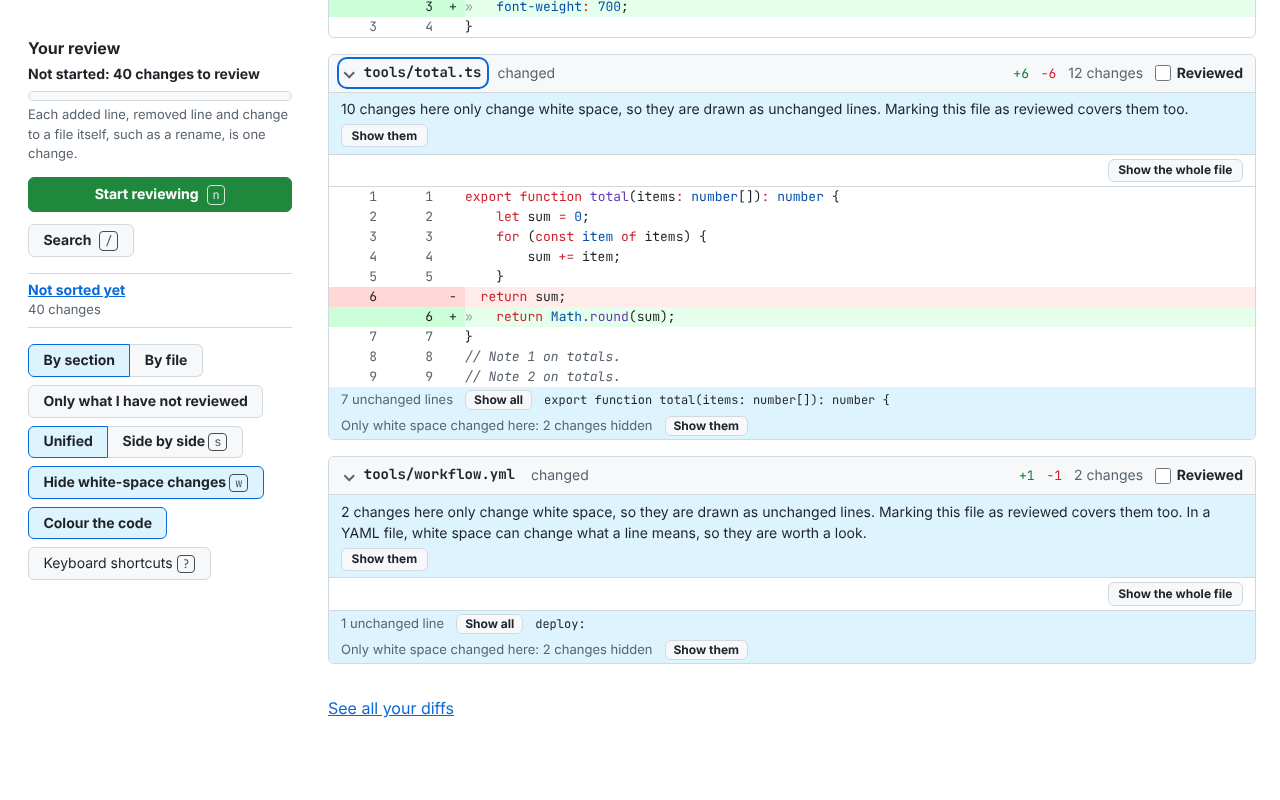 Your review
Not started: 40 changes to review
Each added line, removed line and change
to a file itself, such as a rename, is one
change.
Start reviewing n
Search /
Not sorted yet
40 changes
By section By file
Only what I have not reviewed
Unified Side by side s
Hide white-space changes w
Colour the code
Keyboard shortcuts ?
3 + » font-weight: 700;
3 4 }
tools/total.ts changed +6 -6 12 changes Reviewed
10 changes here only change white space, so they are drawn as unchanged lines. Marking this file as reviewed covers them too.
Show them
Show the whole file
1 1 export function total(items: number[]): number {
2 2 let sum = 0;
3 3 for (const item of items) {
4 4 sum += item;
5 5 }
6 - return sum;
6 + » return Math.round(sum);
7 7 }
8 8 // Note 1 on totals.
9 9 // Note 2 on totals.
7 unchanged lines Show all export function total(items: number[]): number {
Only white space changed here: 2 changes hidden Show them
tools/workflow.yml changed +1 -1 2 changes Reviewed
2 changes here only change white space, so they are drawn as unchanged lines. Marking this file as reviewed covers them too. In a
YAML file, white space can change what a line means, so they are worth a look.
Show them
Show the whole file
1 unchanged line Show all deploy:
Only white space changed here: 2 changes hidden Show them
See all your diffs